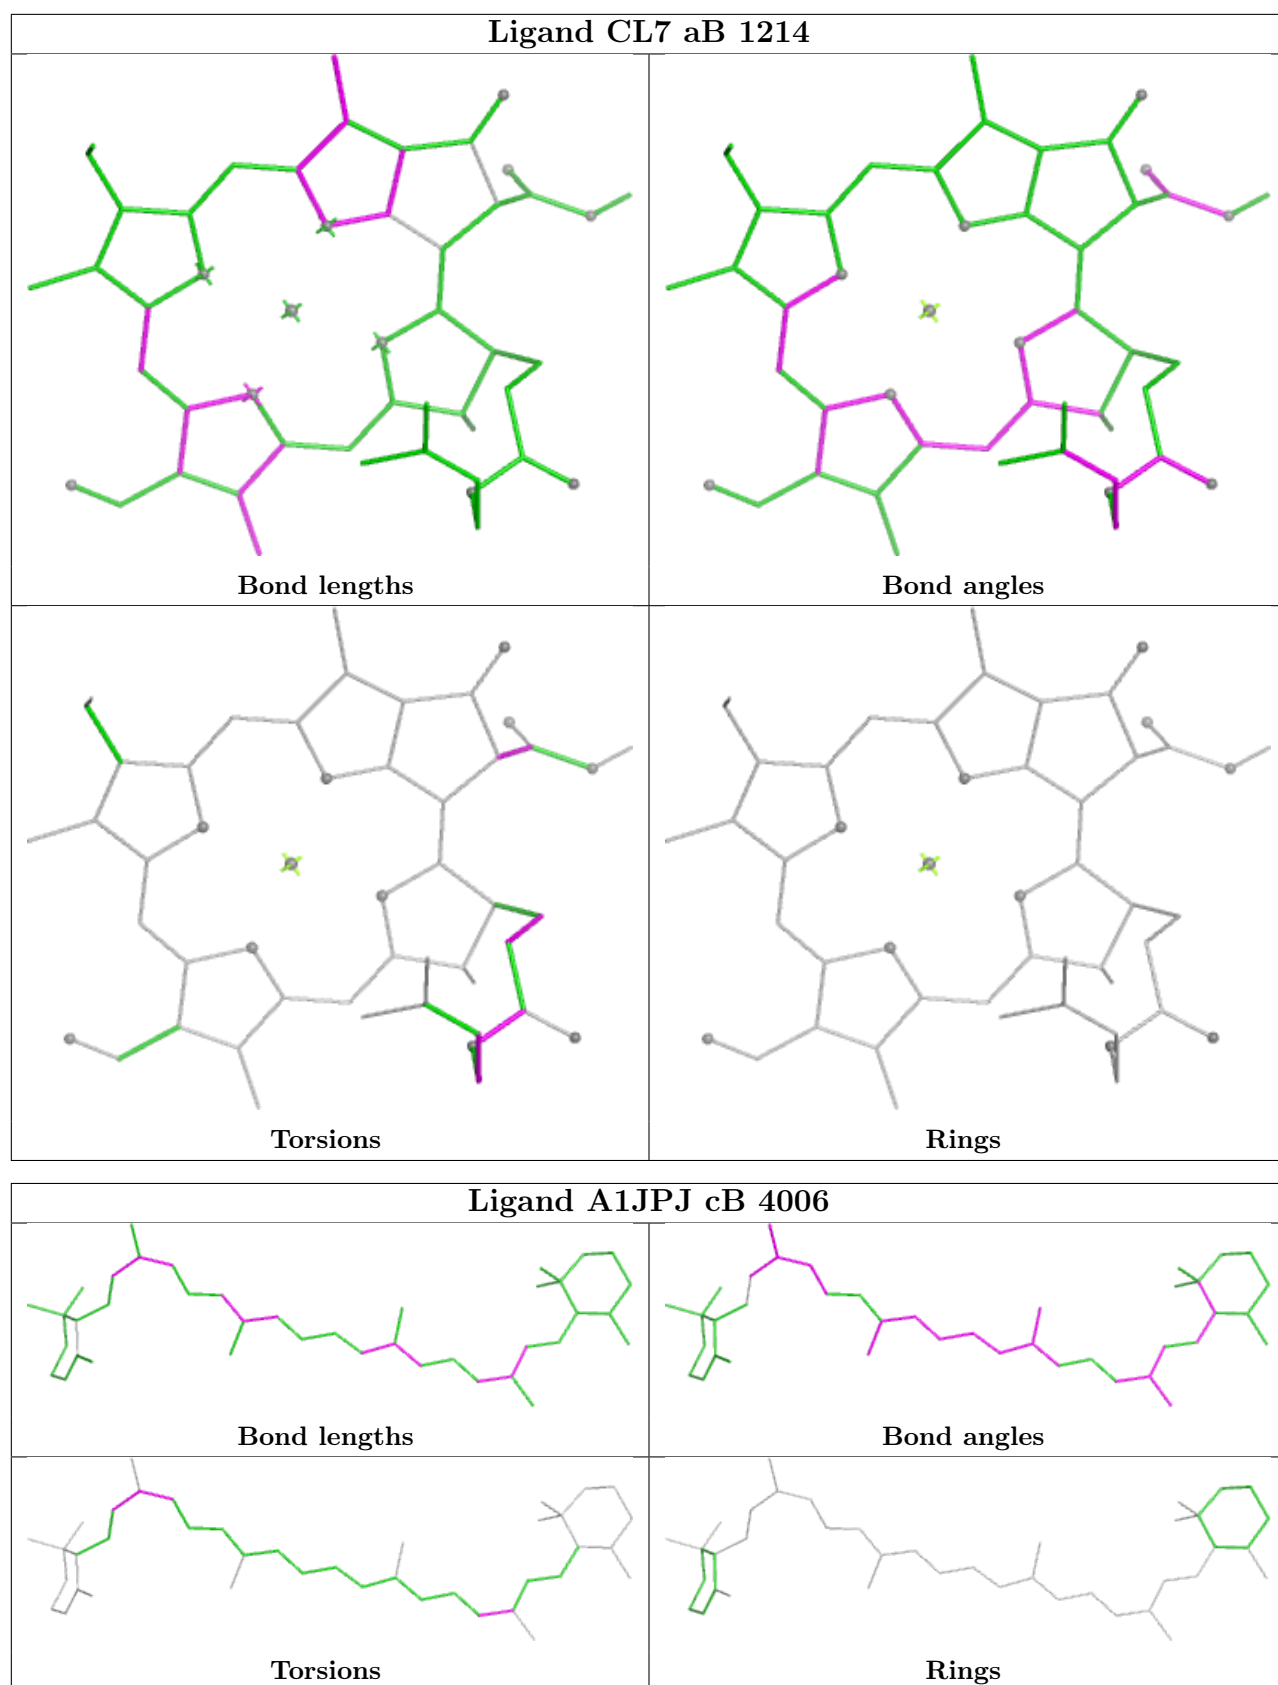 Ligand CL7 aB 1214
Bond lengths
Bond angles
Torsions
Rings
Ligand A1JPJ cB 4006
Bond lengths
Bond angles
Torsions
Rings